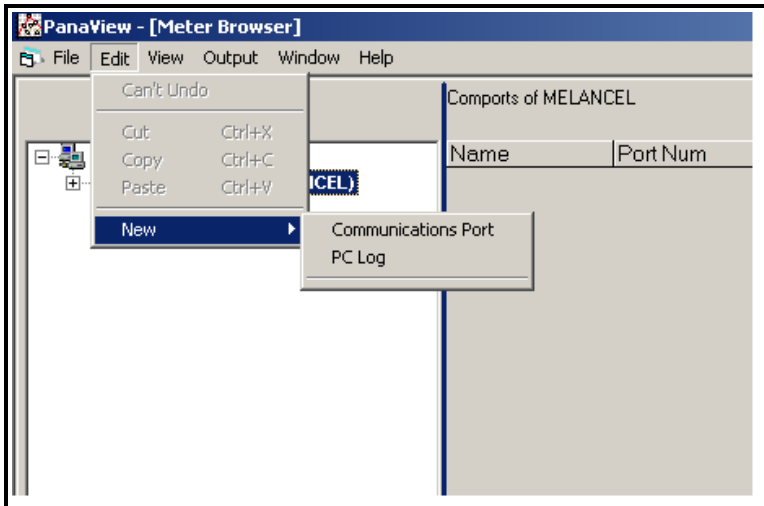 PanaView - [Meter Browser]
File Edit View Output Window Help
Can't Undo
Cut Ctrl+X
Copy Ctrl+C
Paste Ctrl+V
New
Communications Port
PC Log
ICEL)
Comports of MELANCEL
Name Port Num